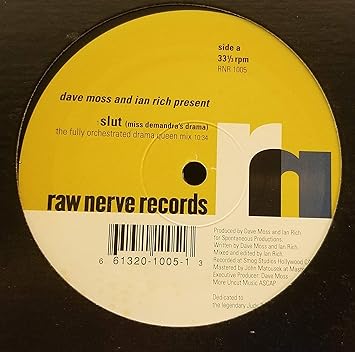 side a
33⅓ rpm
RNR 1005
dave moss and ian rich present
slut (miss demandra's drama)
the fully orchestrated drama queen mix 10:34
rn
raw nerve records
6 61320-1005-1 3
Produced by Dave Moss and Ian Rich
for Spontaneous Productions.
Written by Dave Moss and Ian Rich.
Mixed and edited by Ian Rich.
Recorded at Smog Studios Hollywood
Mastered by John Matousek at
Executive Producer: Dave Moss
More Uncut Music ASCAP
Dedicated to
the legendary